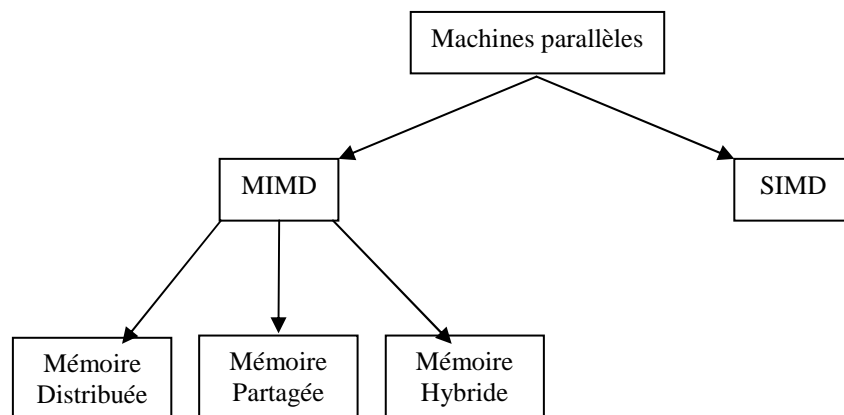 Machines parallèles
MIMD
SIMD
Mémoire
Distribuée
Mémoire
Partagée
Mémoire
Hybride